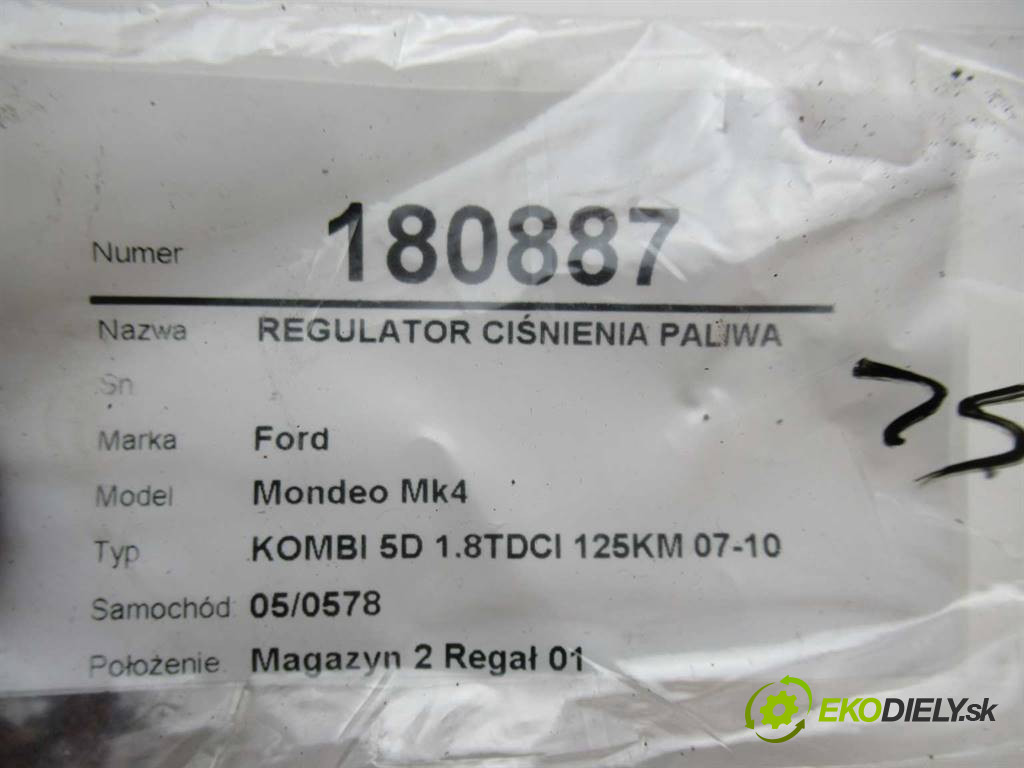 Numer 180887
Nazwa REGULATOR CIŚNIENIA PALIWA
Sn
Marka Ford
Model Mondeo Mk4
Typ KOMBI 5D 1.8TDCI 125KM 07-10
Samochód 05/0578
Położenie Magazyn 2 Regał 01
75
EKODIELY.sk